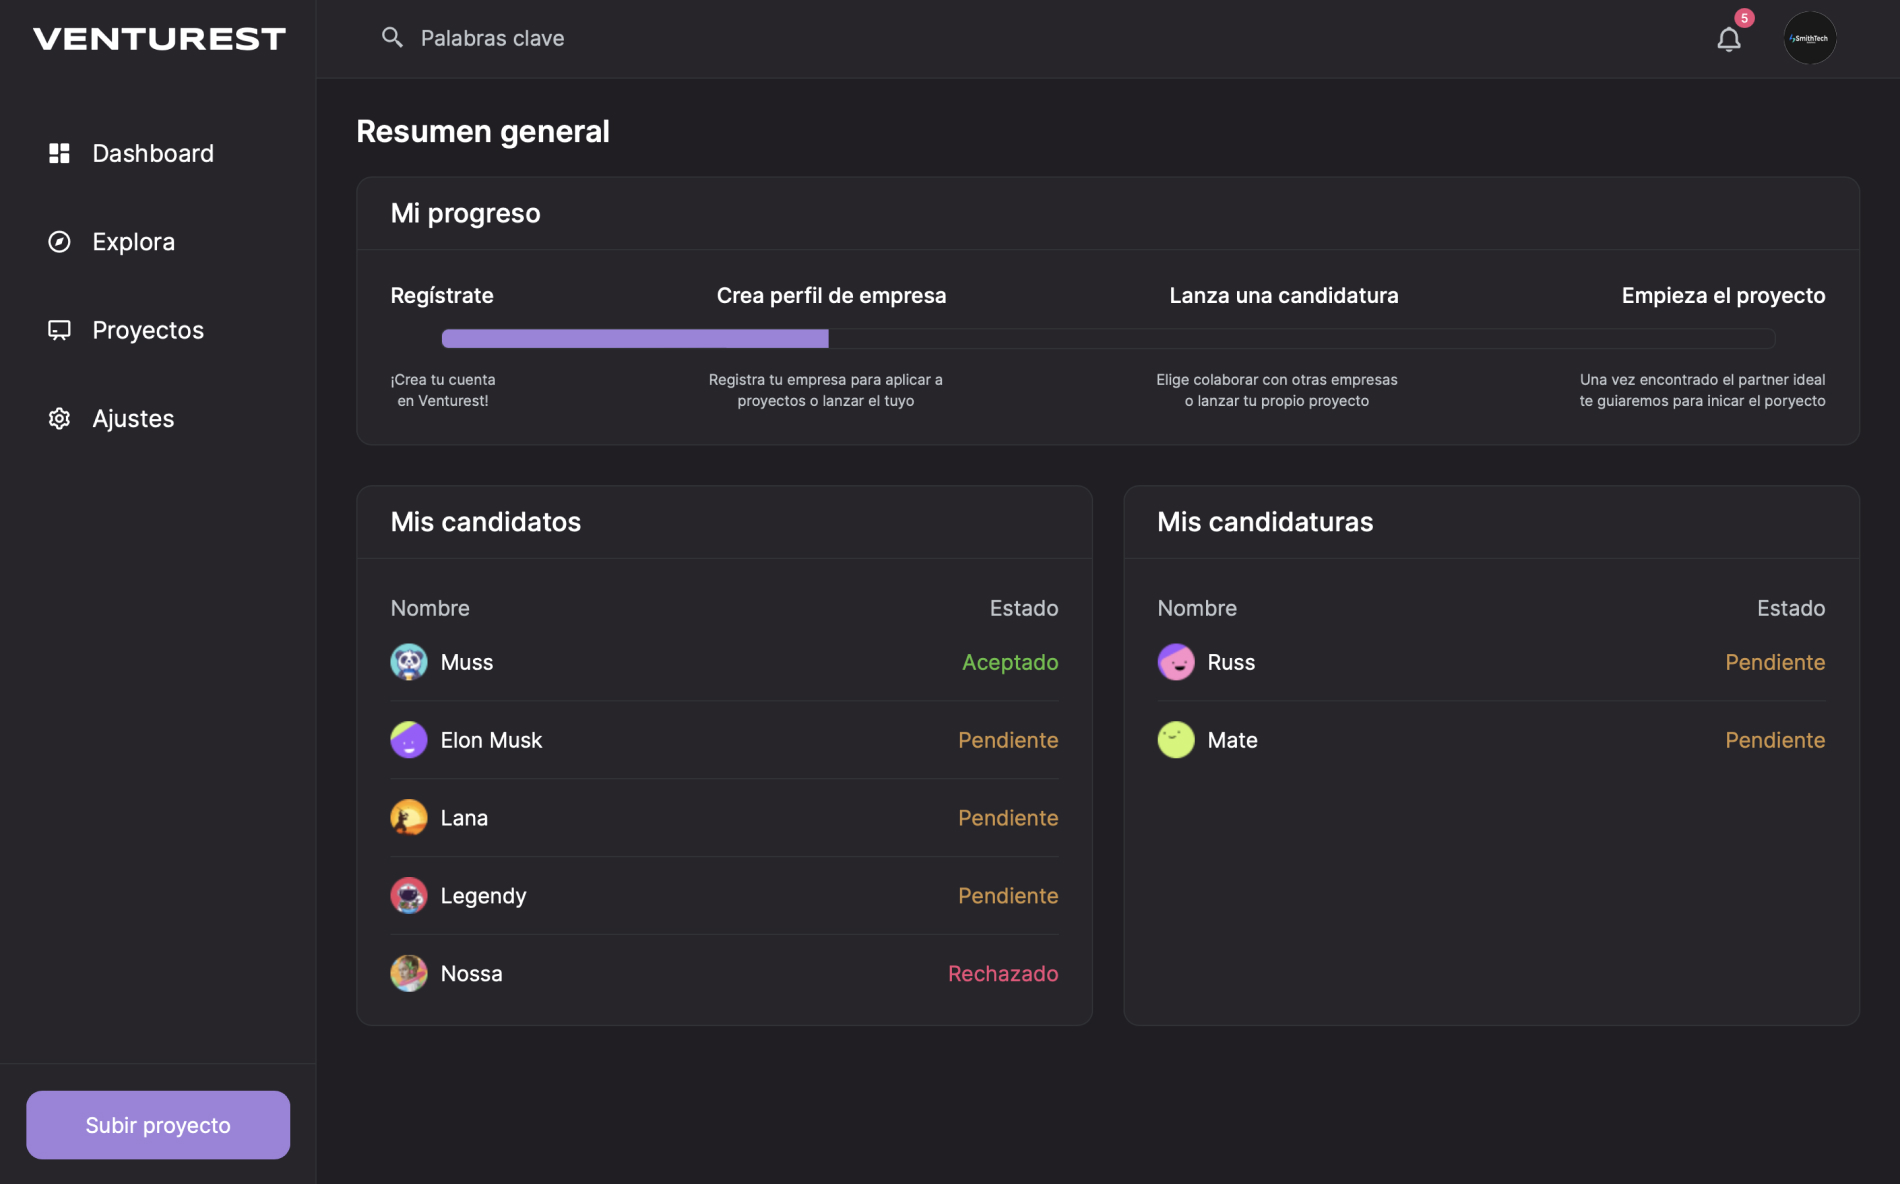 VENTUREST
Palabras clave
5
SmithTech
Dashboard
Explora
Proyectos
Ajustes
Subir proyecto
Resumen general
Mi progreso
Regístrate
Crea perfil de empresa
Lanza una candidatura
Empieza el proyecto
¡Crea tu cuenta
en Venturest!
Registra tu empresa para aplicar a
proyectos o lanzar el tuyo
Elige colaborar con otras empresas
o lanzar tu propio proyecto
Una vez encontrado el partner ideal
te guiaremos para inicar el poryecto
Mis candidatos
Nombre Estado
Muss Aceptado
Elon Musk Pendiente
Lana Pendiente
Legendy Pendiente
Nossa Rechazado
Mis candidaturas
Nombre Estado
Russ Pendiente
Mate Pendiente